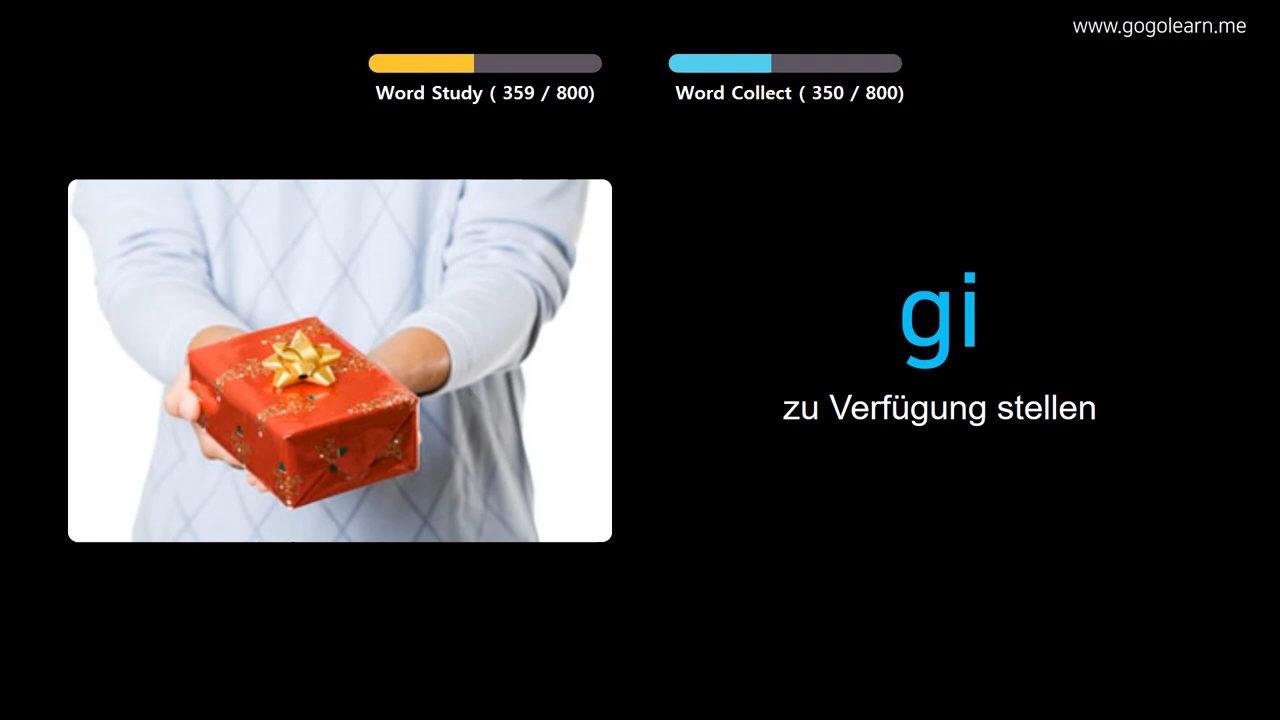 www.gogolearn.me
Word Study ( 359 / 800)
Word Collect ( 350 / 800)
gi
zu Verfügung stellen